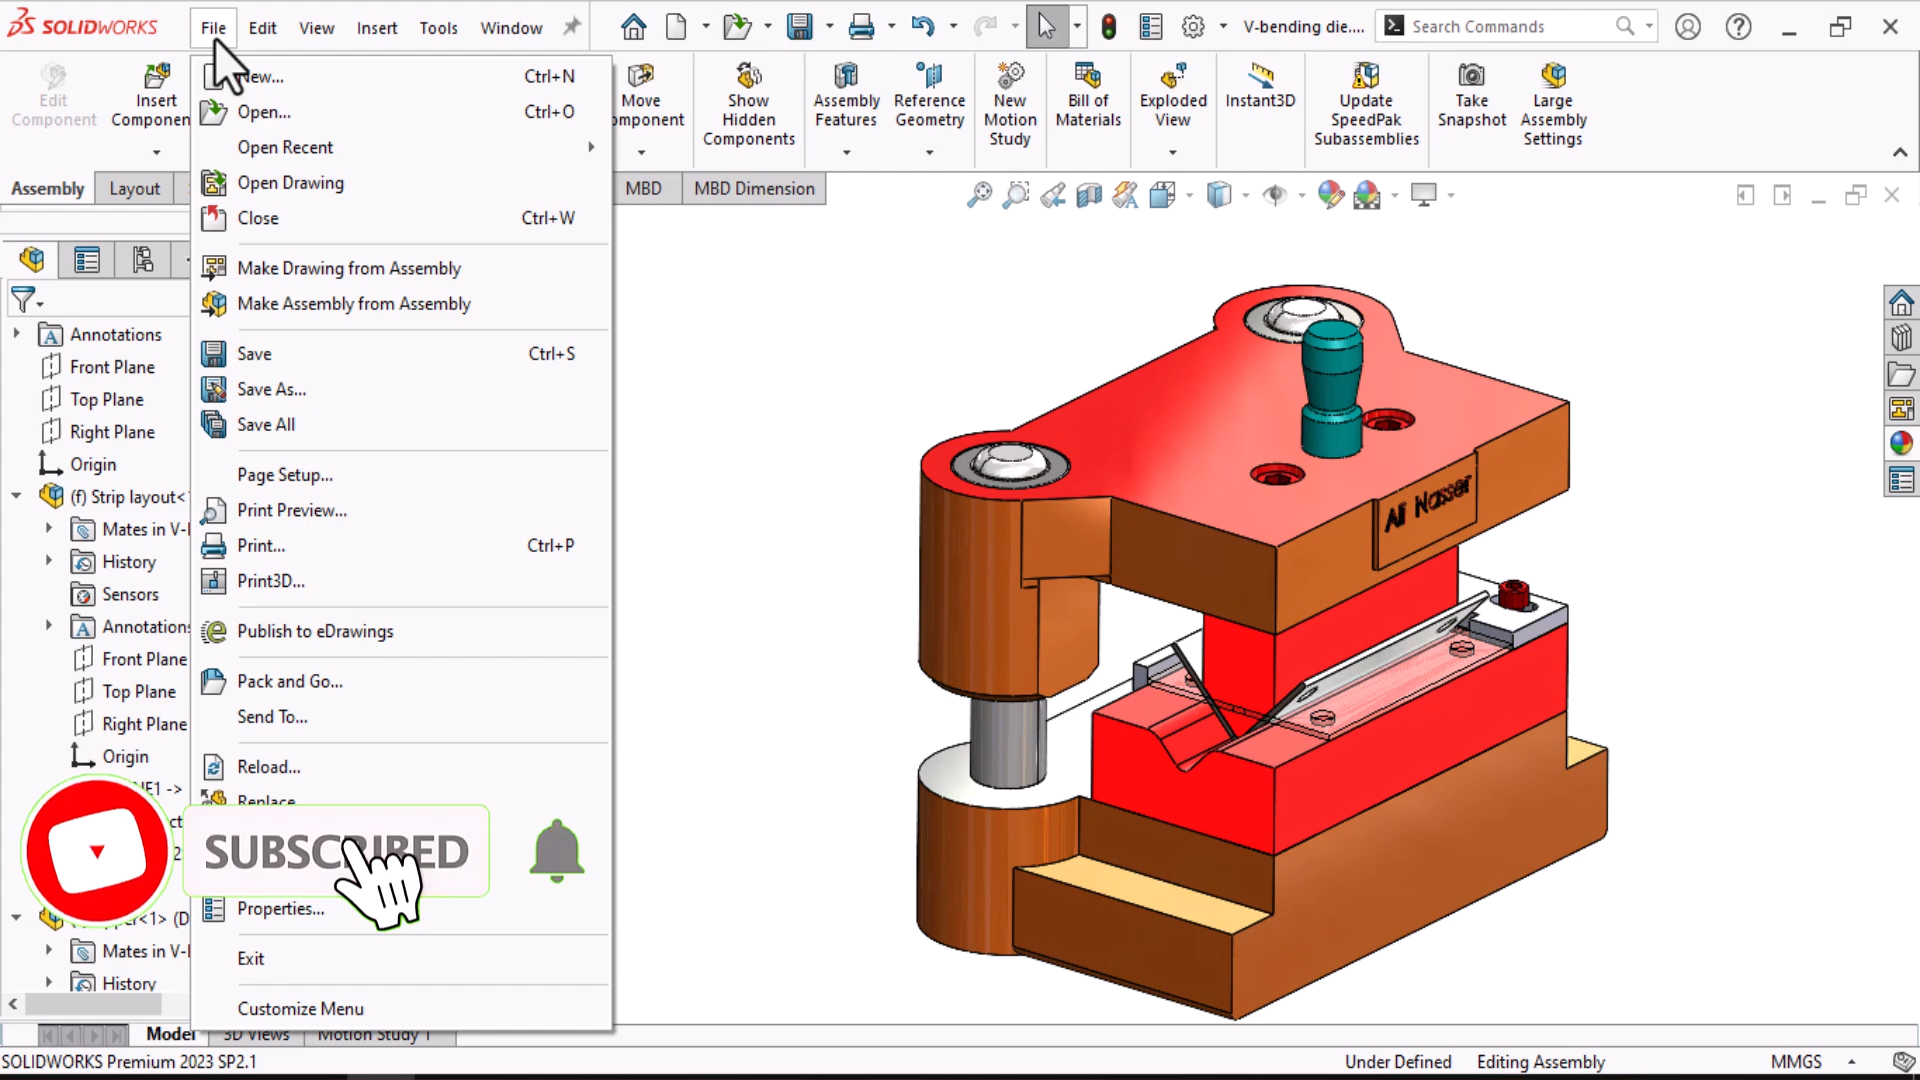 SOLIDWORKS
File Edit View Insert Tools Window
V-bending die....
Search Commands
Edit Component
Insert Component
Move
Show Hidden Components
Assembly Features
Reference Geometry
New Motion Study
Bill of Materials
Exploded View
Instant3D
Update SpeedPak Subassemblies
Take Snapshot
Large Assembly Settings
Assembly Layout MBD MBD Dimension
New... Ctrl+N
Open... Ctrl+O
Open Recent
Open Drawing
Close Ctrl+W
Make Drawing from Assembly
Make Assembly from Assembly
Save Ctrl+S
Save As...
Save All
Page Setup...
Print Preview...
Print... Ctrl+P
Print3D...
Publish to eDrawings
Pack and Go...
Send To...
Reload...
Replace
Properties...
Exit
Customize Menu
Annotations
Front Plane
Top Plane
Right Plane
Origin
(f) Strip layout<
Mates in V-
History
Sensors
Annotations
Front Plane
Top Plane
Right Plane
Origin
Mates in V-
History
SUBSCRIBED
Ali Nasser
Model 3D Views Motion Study 1
SOLIDWORKS Premium 2023 SP2.1
Under Defined Editing Assembly MMGS